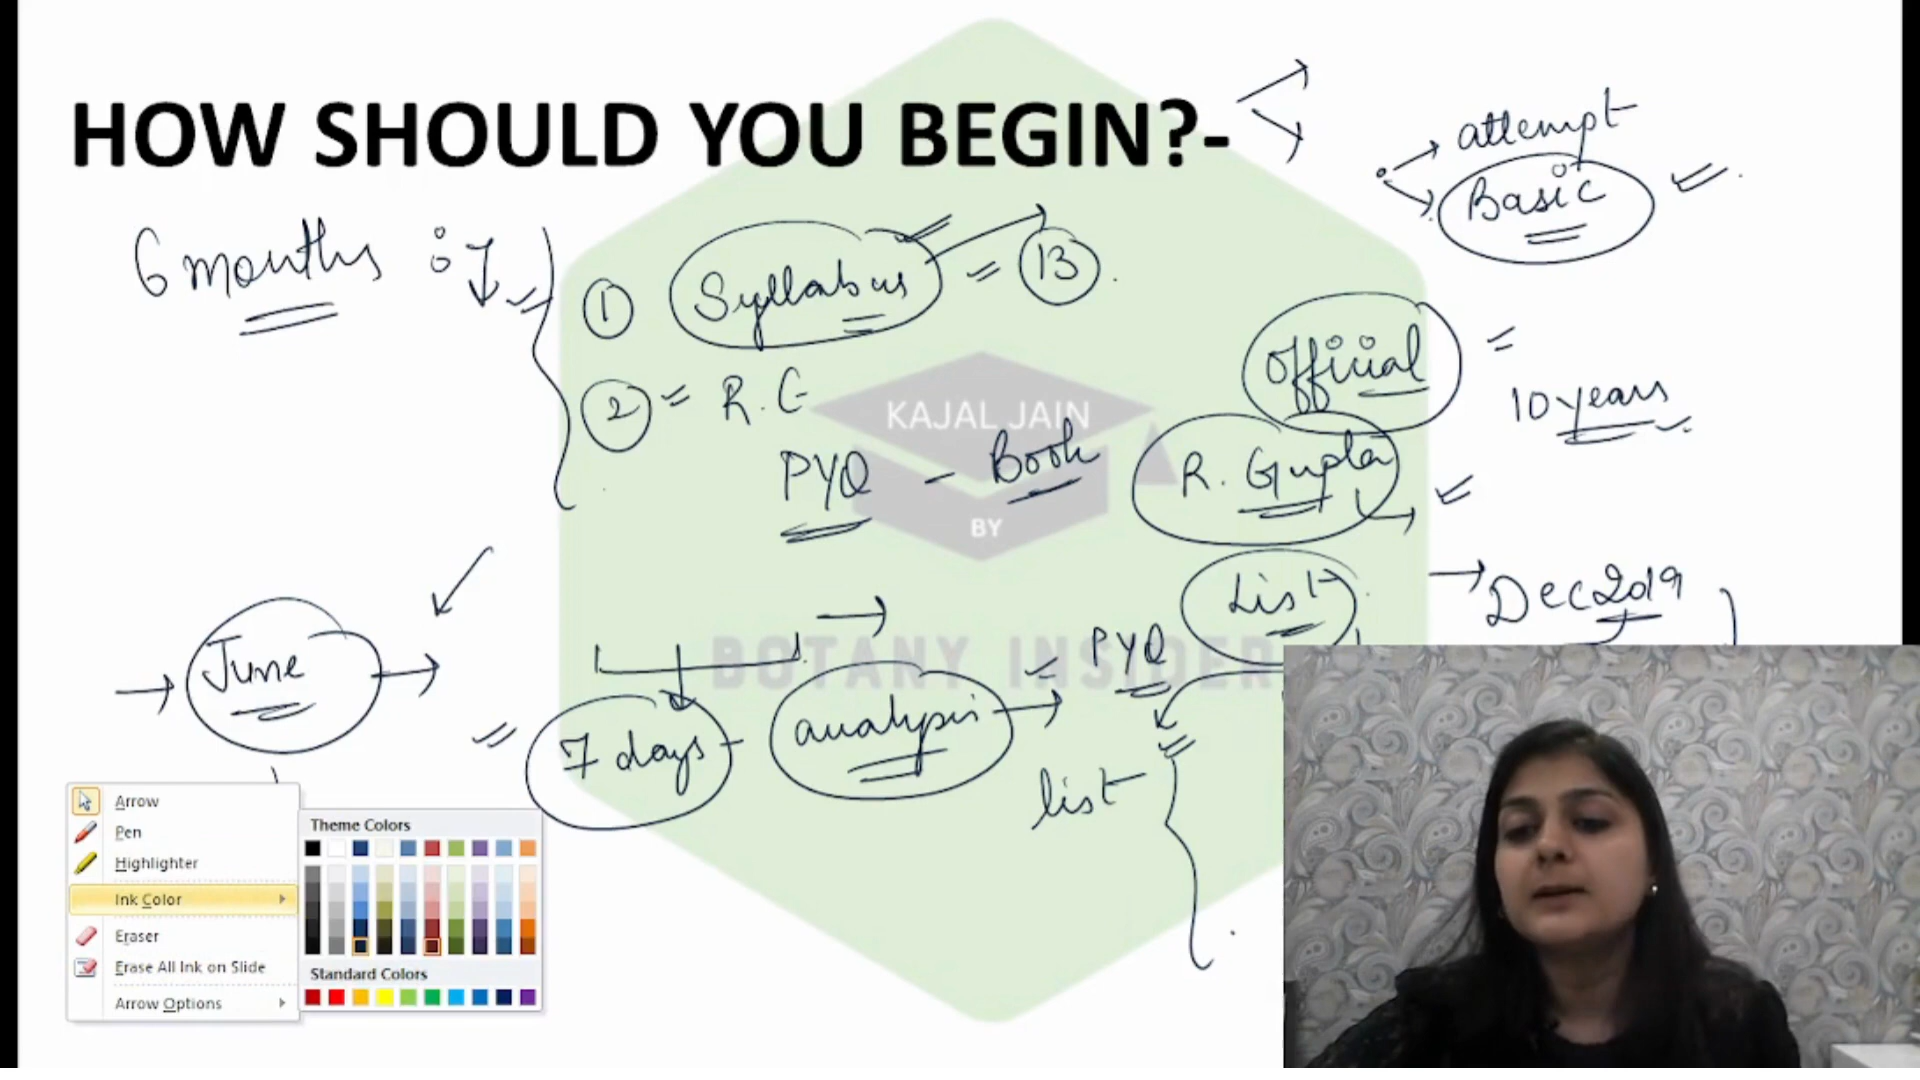 HOW SHOULD YOU BEGIN?-
attempt
Basic
6 months :
① Syllabus = 13
official =
10 years
② = R. G
KAJAL JAIN
PYQ - Book R. Gupta
BY
List → Dec 2019
BOTANY INSIDER
June
= PYQ
7 days - analysis
list
Arrow
Pen
Highlighter
Ink Color
Eraser
Erase All Ink on Slide
Arrow Options
Theme Colors
Standard Colors